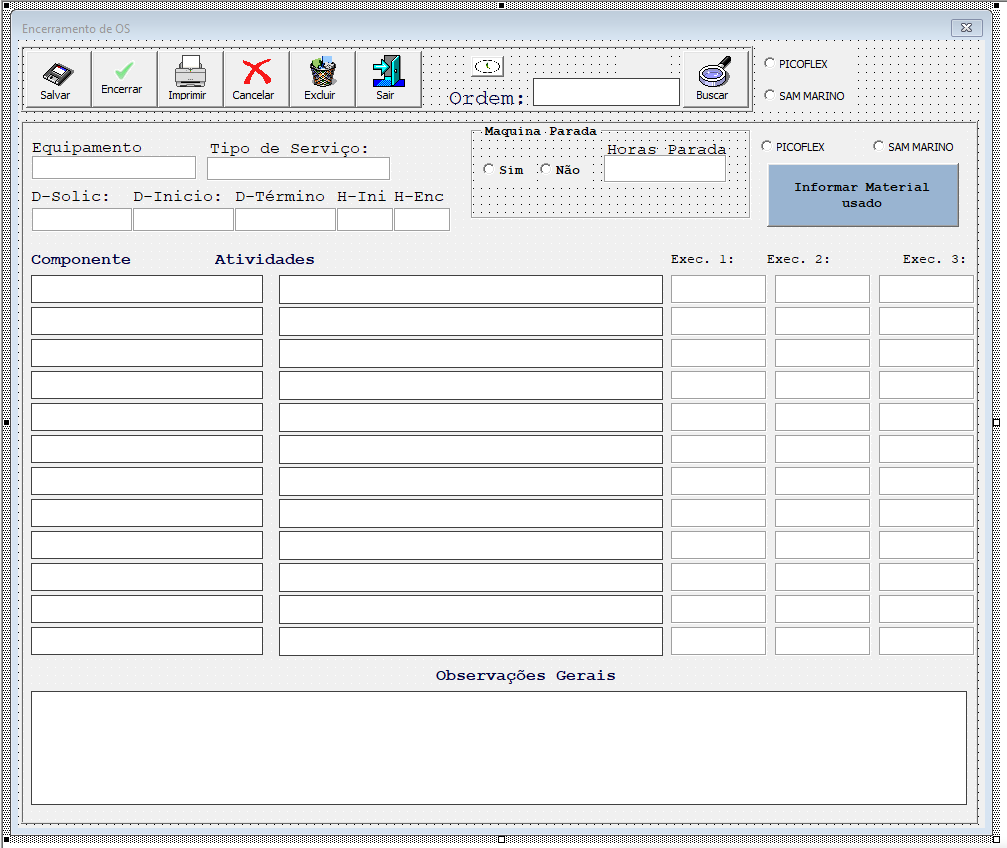 Encerramento de OS
Salvar
Encerrar
Imprimir
Cancelar
Excluir
Sair
Ordem:
Buscar
PICOFLEX
SAM MARINO
Equipamento
Tipo de Serviço:
Maquina Parada
Sim
Não
Horas Parada
PICOFLEX
SAM MARINO
Informar Material
usado
D-Solic:
D-Inicio:
D-Término
H-Ini
H-Enc
Componente
Atividades
Exec. 1:
Exec. 2:
Exec. 3:
Observações Gerais